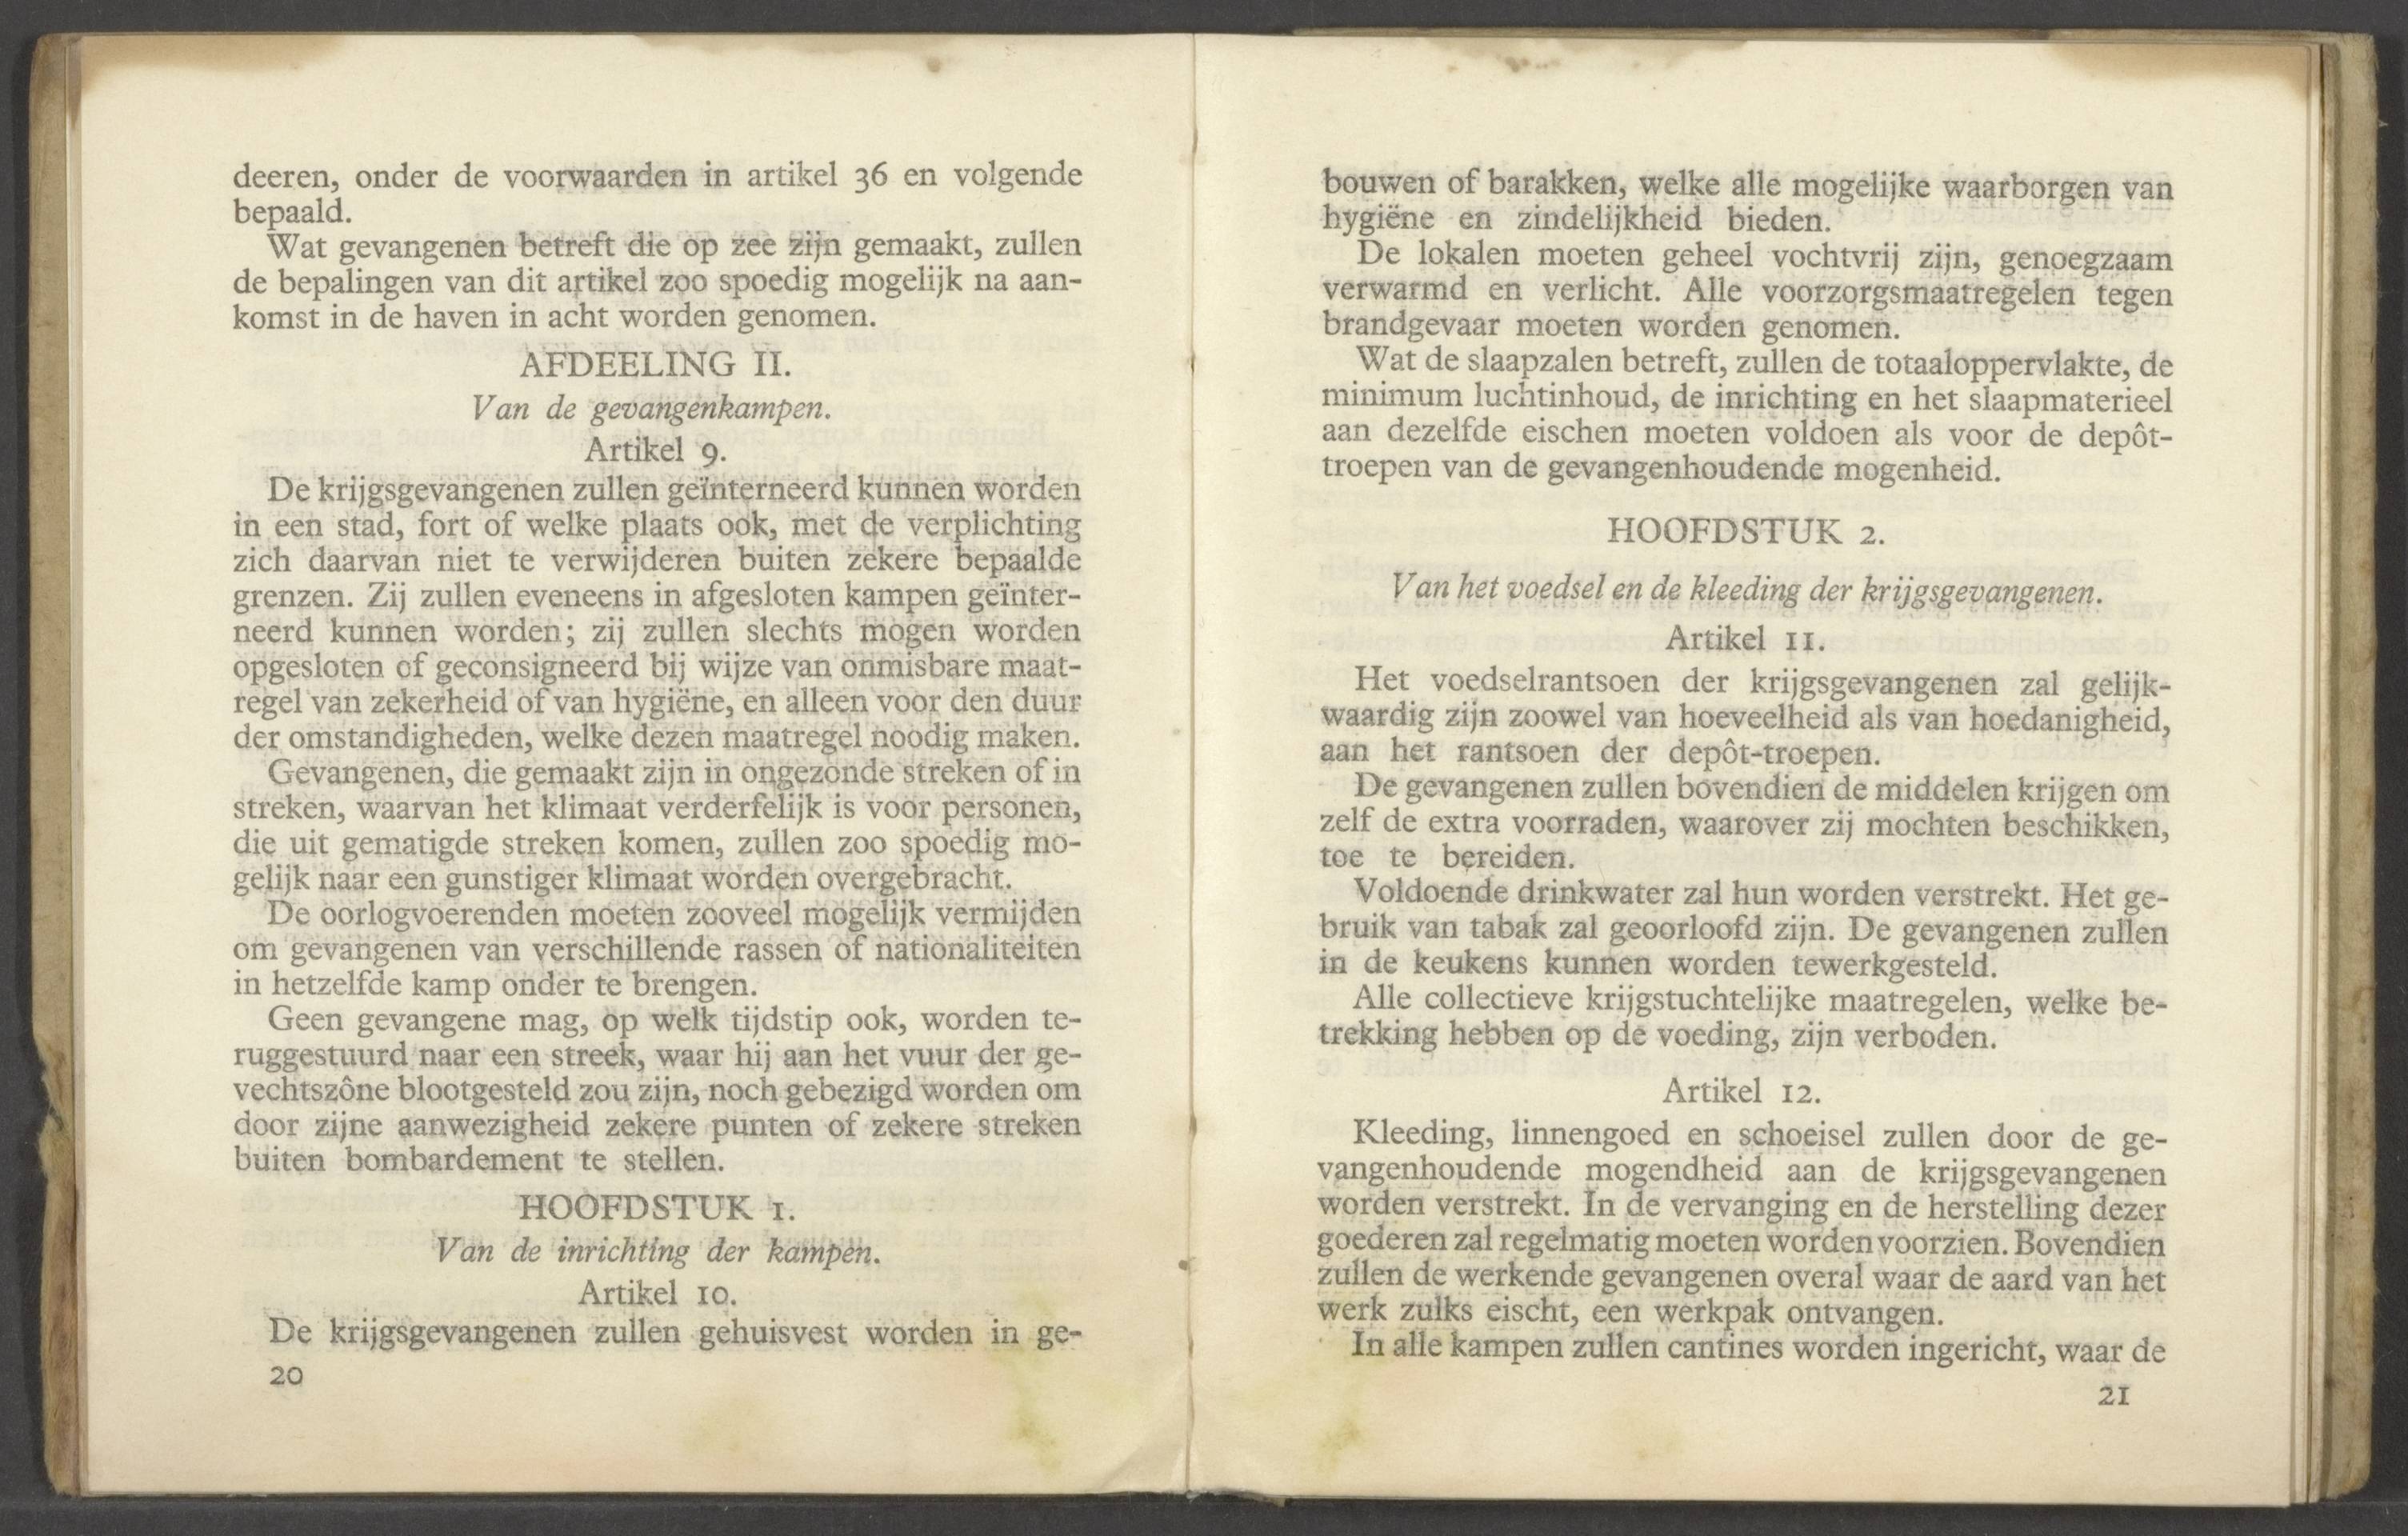 deeren, onder de voorwaarden in artikel 36 en volgende
bepaald.
Wat gevangenen betreft die op zee zijn gemaakt, zullen
de bepalingen van dit artikel zoo spoedig mogelijk na aan-
komst in de haven in acht worden genomen.
AFDEELING II.
Van de gevangenkampen.
Artikel 9.
De krijgsgevangenen zullen geïnterneerd kunnen worden
in een stad, fort of welke plaats ook, met de verplichting
zich daarvan niet te verwijderen buiten zekere bepaalde
grenzen. Zij zullen eveneens in afgesloten kampen geïnter-
neerd kunnen worden; zij zullen slechts mogen worden
opgesloten of geconsigneerd bij wijze van onmisbare maat-
regel van zekerheid of van hygiëne, en alleen voor den duur
der omstandigheden, welke dezen maatregel noodig maken.
Gevangenen, die gemaakt zijn in ongezonde streken of in
streken, waarvan het klimaat verderfelijk is voor personen,
die uit gematigde streken komen, zullen zoo spoedig mo-
gelijk naar een gunstiger klimaat worden overgebracht.
De oorlogvoerenden moeten zooveel mogelijk vermijden
om gevangenen van verschillende rassen of nationaliteiten
in hetzelfde kamp onder te brengen.
Geen gevangene mag, op welk tijdstip ook, worden te-
ruggestuurd naar een streek, waar hij aan het vuur der ge-
vechtszône blootgesteld zou zijn, noch gebezigd worden om
door zijne aanwezigheid zekere punten of zekere streken
buiten bombardement te stellen.
HOOFDSTUK 1.
Van de inrichting der kampen.
Artikel 10.
De krijgsgevangenen zullen gehuisvest worden in ge-
20
bouwen of barakken, welke alle mogelijke waarborgen van
hygiëne en zindelijkheid bieden.
De lokalen moeten geheel vochtvrij zijn, genoegzaam
verwarmd en verlicht. Alle voorzorgsmaatregelen tegen
brandgevaar moeten worden genomen.
Wat de slaapzalen betreft, zullen de totaaloppervlakte, de
minimum luchtinhoud, de inrichting en het slaapmaterieel
aan dezelfde eischen moeten voldoen als voor de depôt-
troepen van de gevangenhoudende mogenheid.
HOOFDSTUK 2.
Van het voedsel en de kleeding der krijgsgevangenen.
Artikel 11.
Het voedselrantsoen der krijgsgevangenen zal gelijk-
waardig zijn zoowel van hoeveelheid als van hoedanigheid,
aan het rantsoen der depôt-troepen.
De gevangenen zullen bovendien de middelen krijgen om
zelf de extra voorraden, waarover zij mochten beschikken,
toe te bereiden.
Voldoende drinkwater zal hun worden verstrekt. Het ge-
bruik van tabak zal geoorloofd zijn. De gevangenen zullen
in de keukens kunnen worden tewerkgesteld.
Alle collectieve krijgstuchtelijke maatregelen, welke be-
trekking hebben op de voeding, zijn verboden.
Artikel 12.
Kleeding, linnengoed en schoeisel zullen door de ge-
vangenhoudende mogendheid aan de krijgsgevangenen
worden verstrekt. In de vervanging en de herstelling dezer
goederen zal regelmatig moeten worden voorzien. Bovendien
zullen de werkende gevangenen overal waar de aard van het
werk zulks eischt, een werkpak ontvangen.
In alle kampen zullen cantines worden ingericht, waar de
21